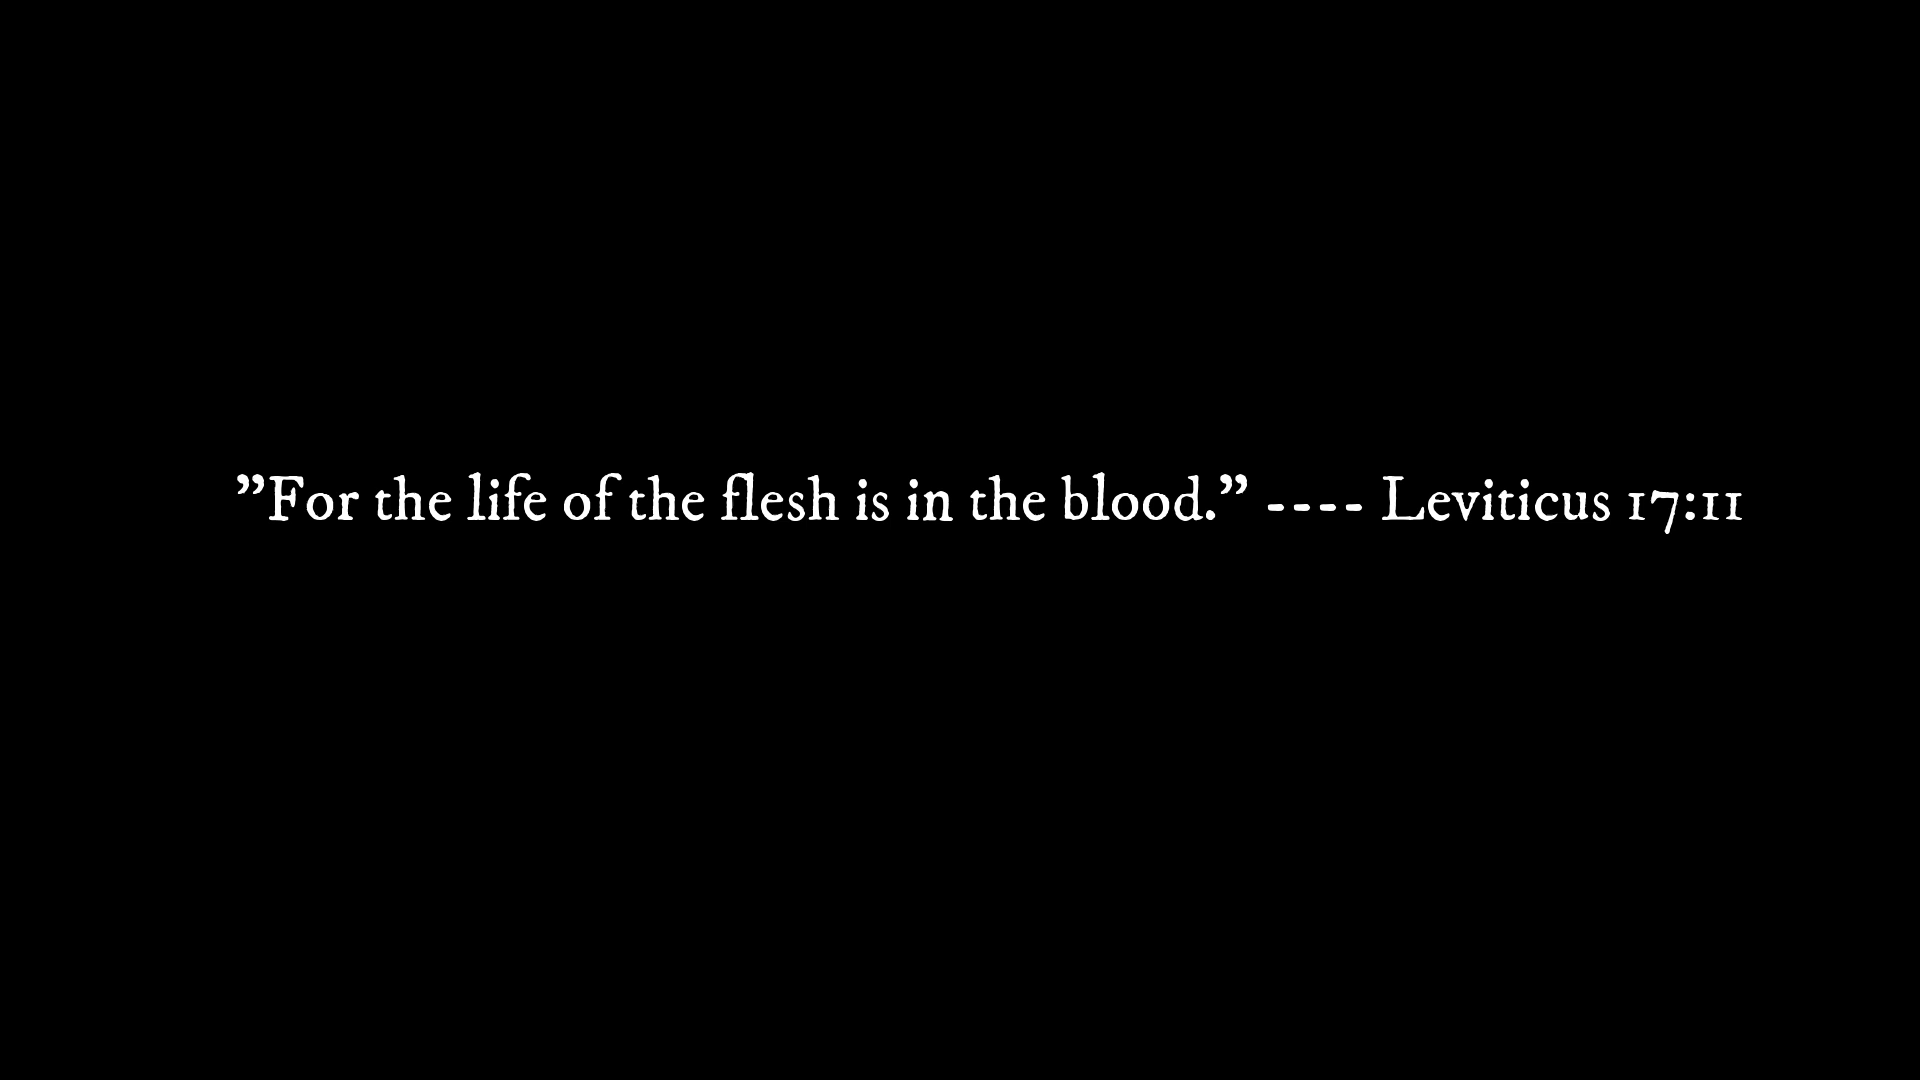 ”For the life of the flesh is in the blood.” ---- Leviticus 17:11